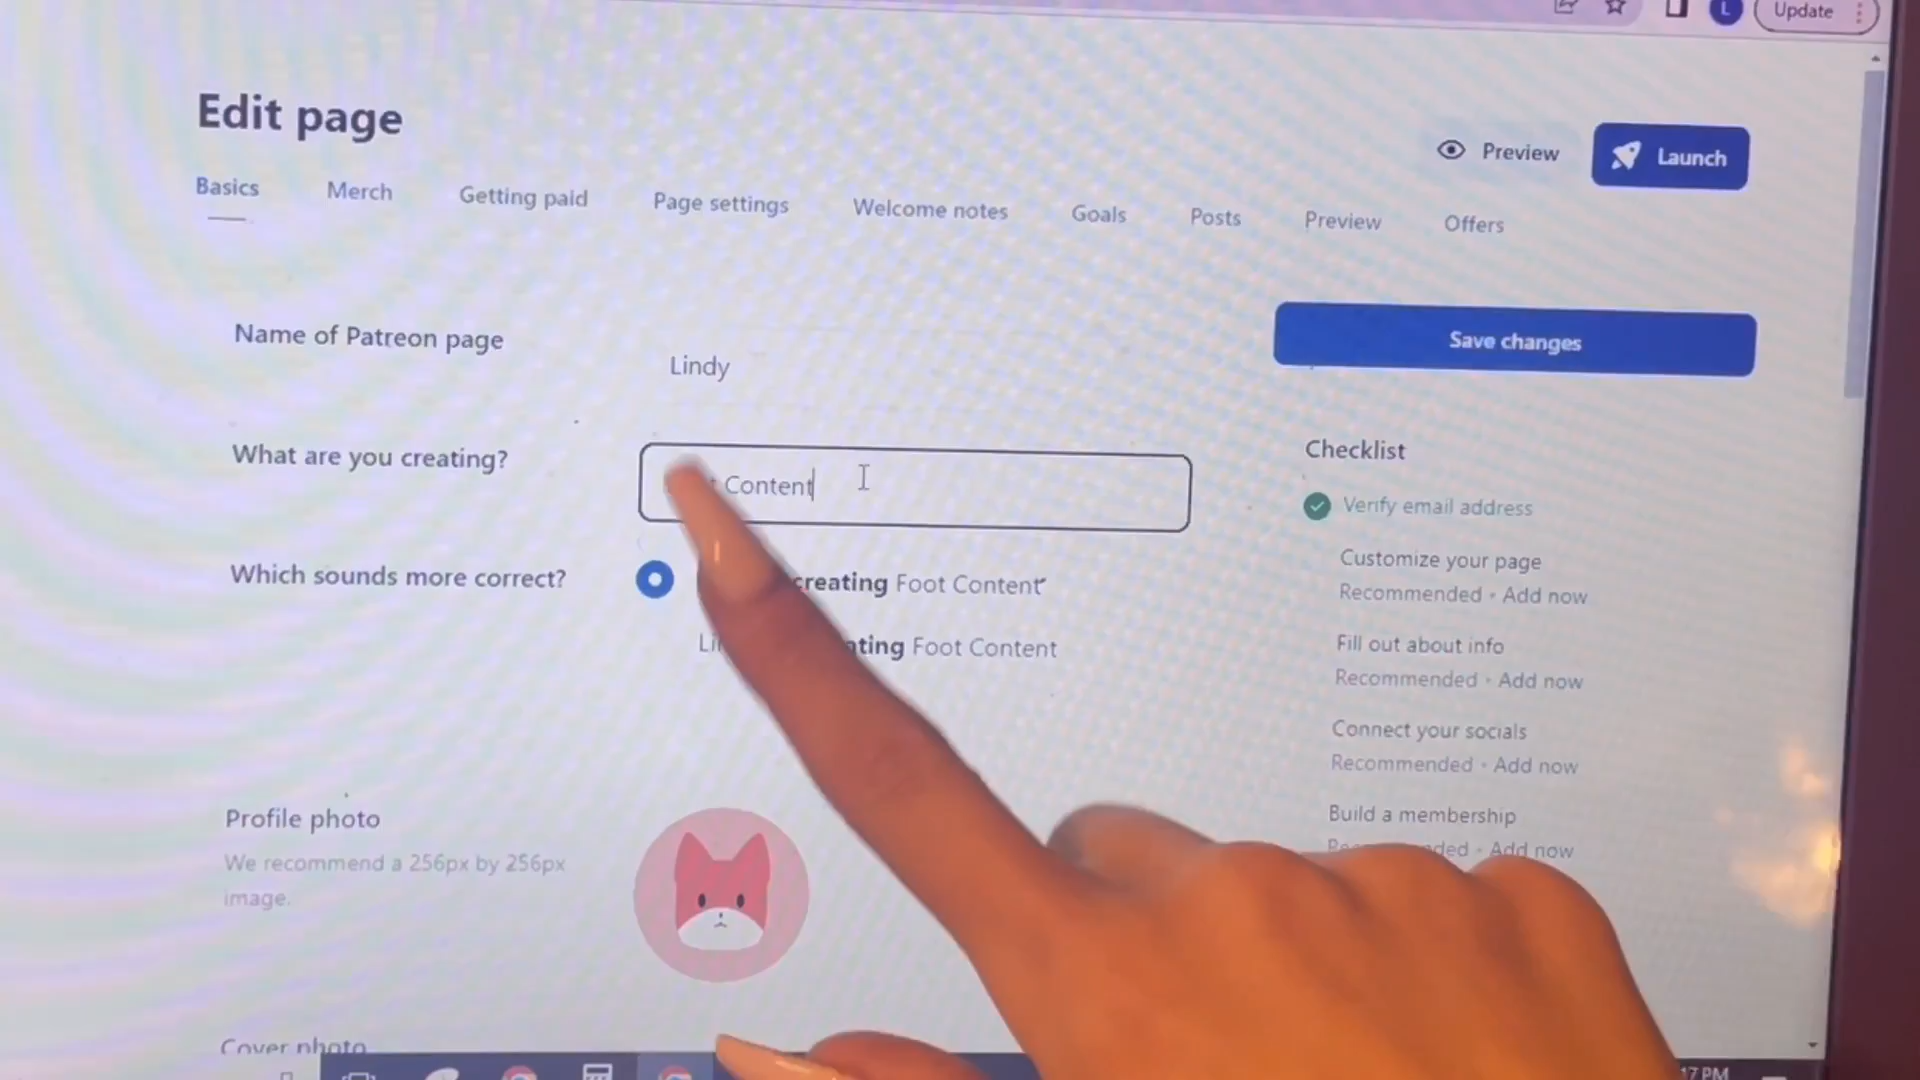 L
Update
Edit page
Preview
Launch
Basics
Merch
Getting paid
Page settings
Welcome notes
Goals
Posts
Preview
Offers
Name of Patreon page
Lindy
Save changes
What are you creating?
Content
Checklist
Verify email address
Customize your page
Recommended • Add now
Which sounds more correct?
creating Foot Content
Foot Content
Fill out about info
Recommended • Add now
Connect your socials
Recommended • Add now
Build a membership
Add now
Profile photo
We recommend a 256px by 256px
image.
Cover photo
PM